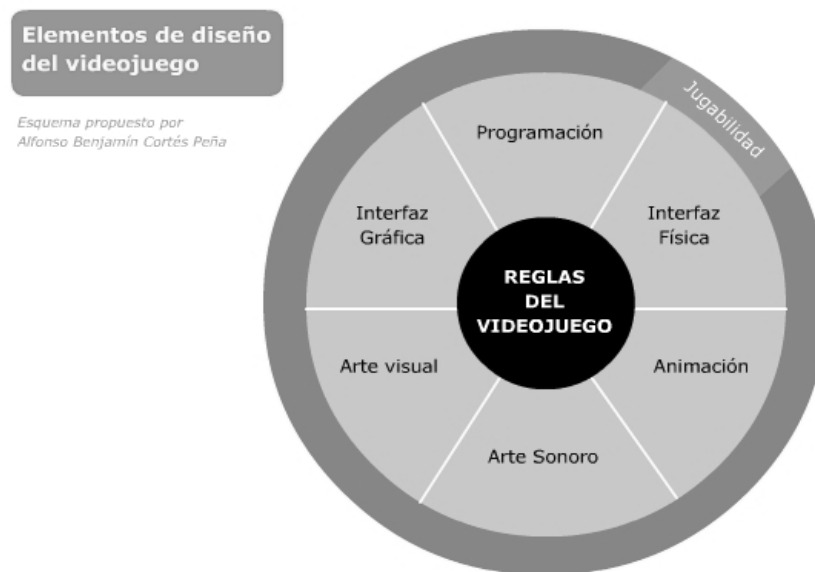 Elementos de diseño
del videojuego
Esquema propuesto por
Alfonso Benjamín Cortés Peña
Jugabilidad
Programación
Interfaz
Gráfica
Interfaz
Física
REGLAS
DEL
VIDEOJUEGO
Arte visual
Animación
Arte Sonoro